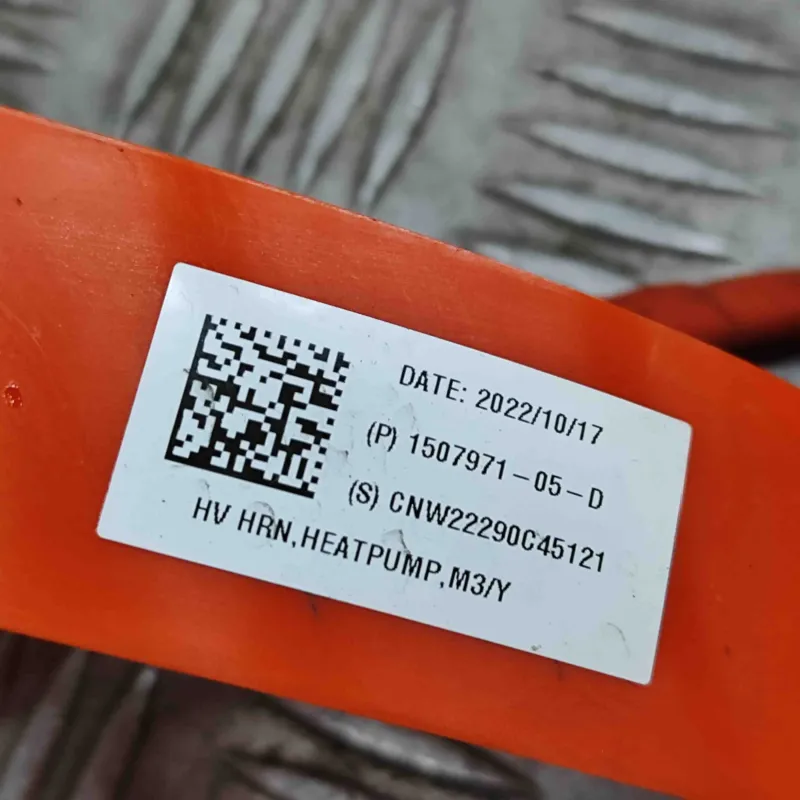 DATE: 2022/10/17
(P) 1507971-05-D
(S) CNW22290C45121
HV HRN,HEATPUMP,M3/Y